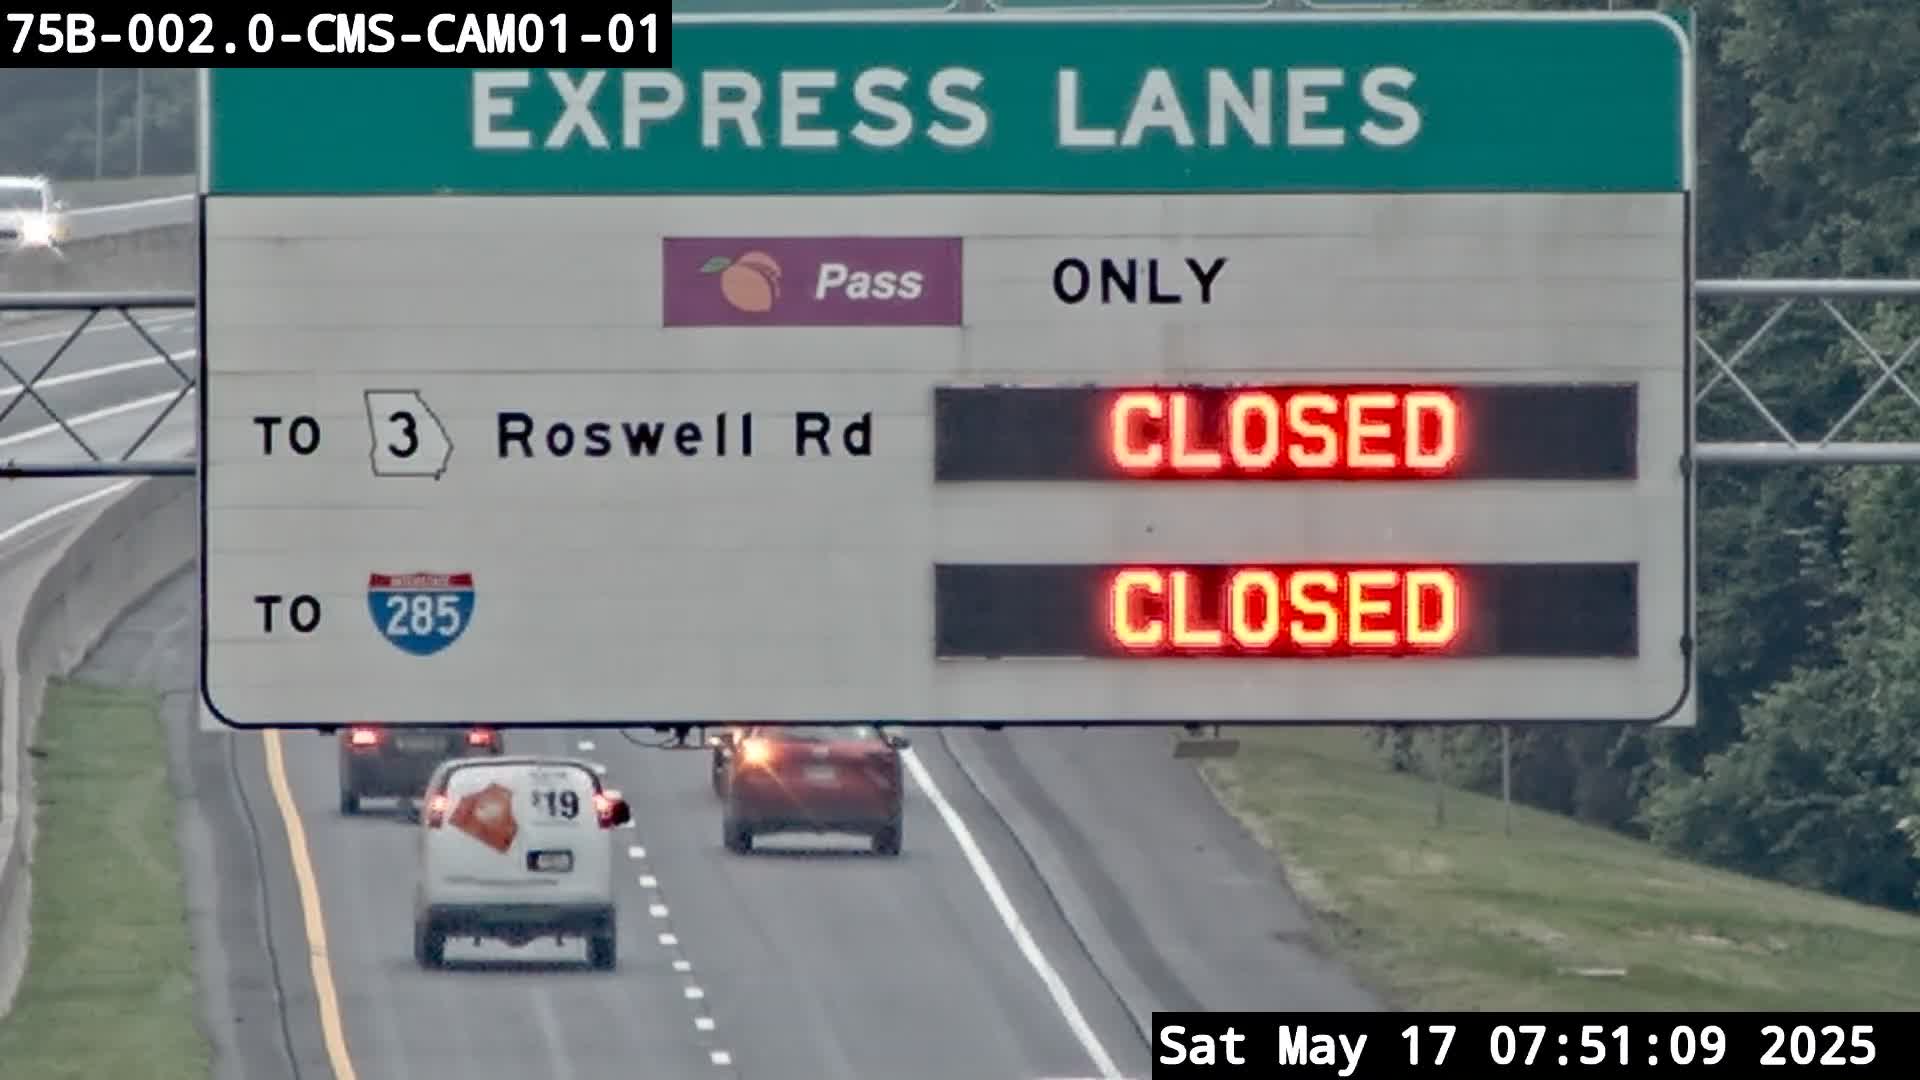 75B-002.0-CMS-CAM01-01
EXPRESS LANES
Pass ONLY
TO 3 Roswell Rd CLOSED
TO 285 CLOSED
$19
Sat May 17 07:51:09 2025